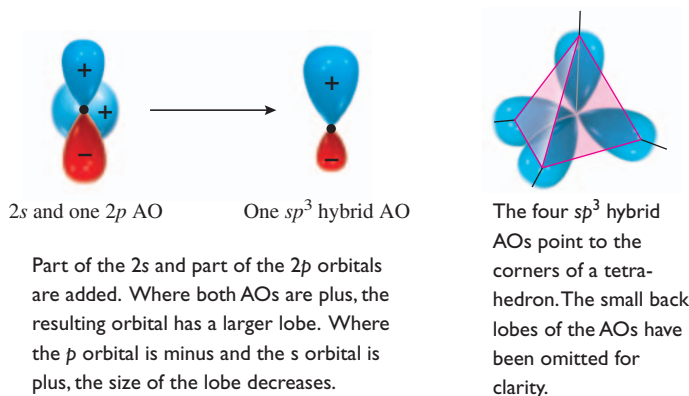 +
+
−
+
−
2s and one 2p AO
One sp³ hybrid AO
Part of the 2s and part of the 2p orbitals
are added. Where both AOs are plus, the
resulting orbital has a larger lobe. Where
the p orbital is minus and the s orbital is
plus, the size of the lobe decreases.
The four sp³ hybrid
AOs point to the
corners of a tetra-
hedron. The small back
lobes of the AOs have
been omitted for
clarity.